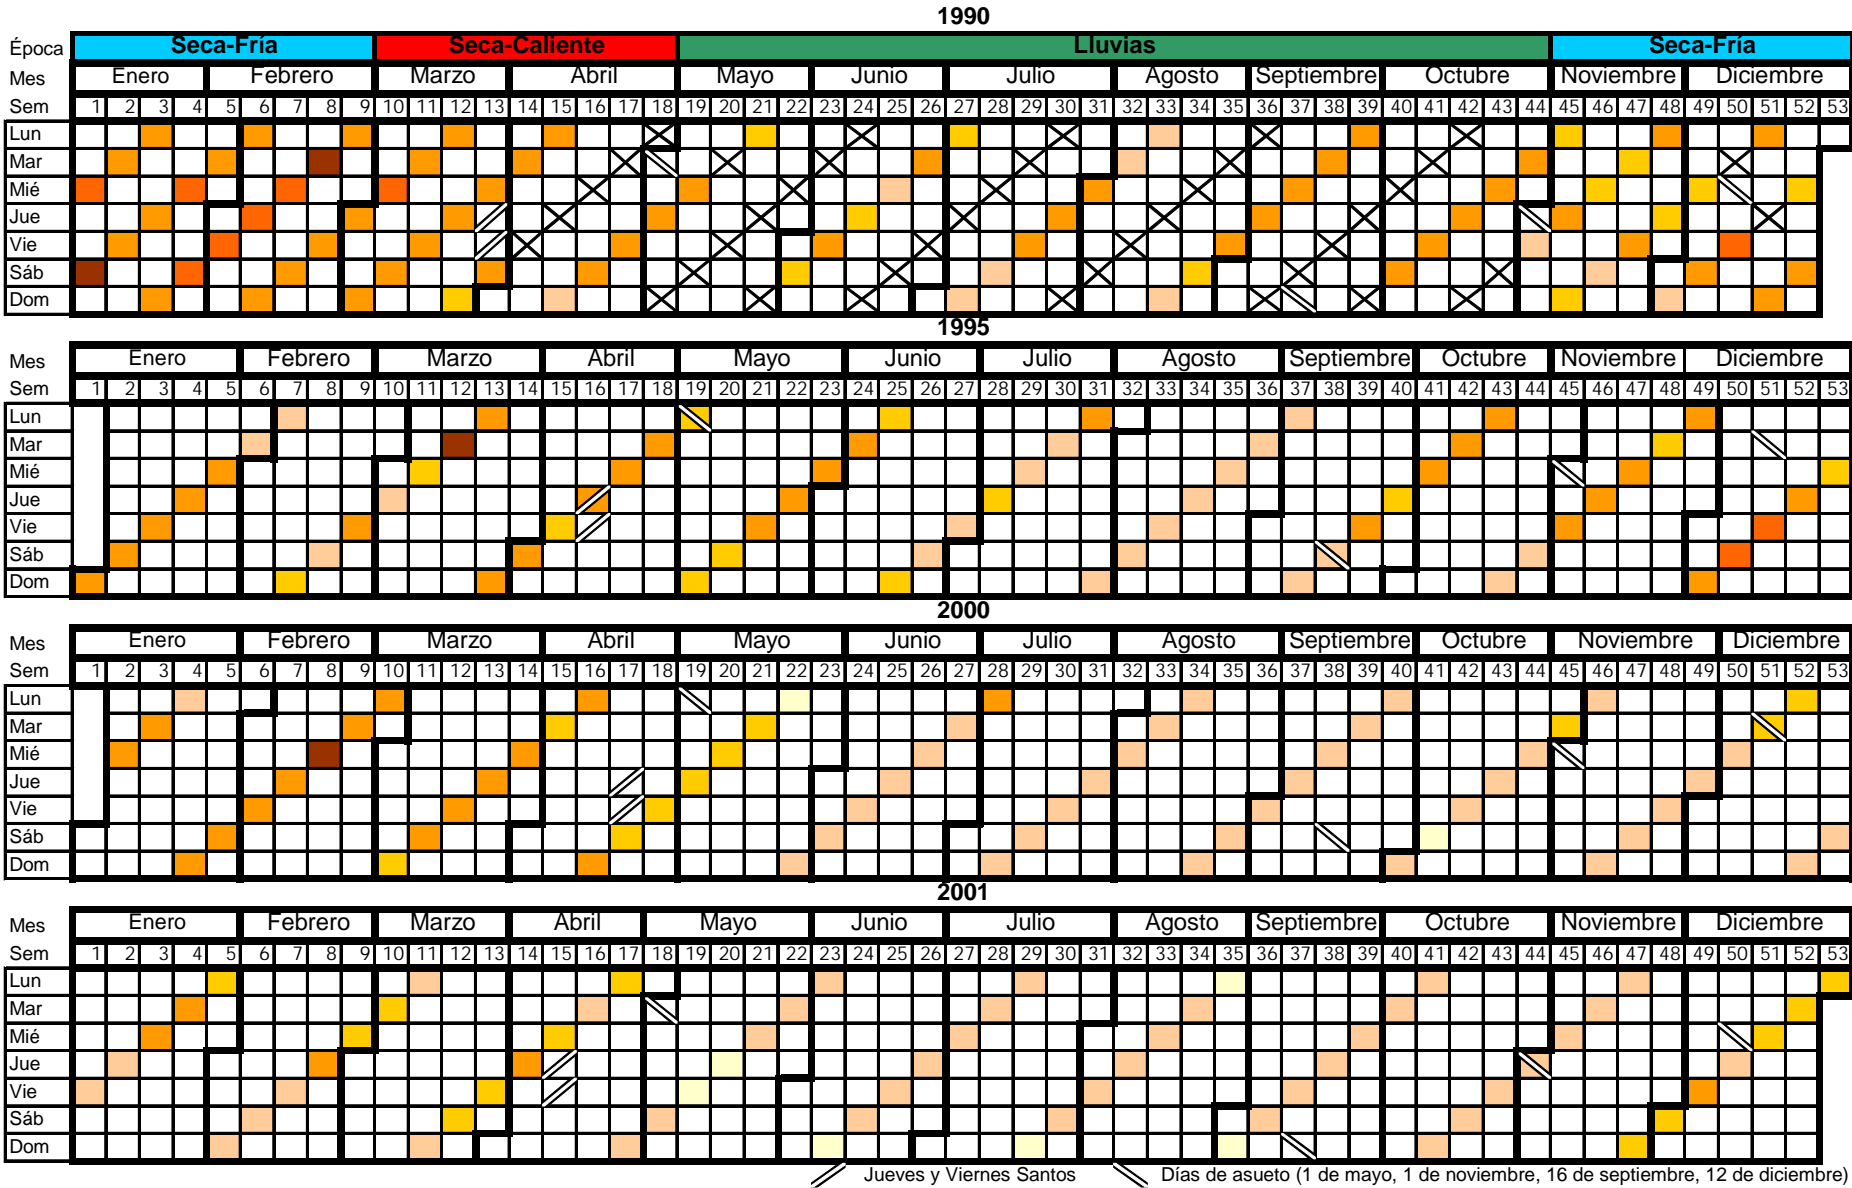 1990
Época Seca-Fría Seca-Caliente Lluvias Seca-Fría
Mes Enero Febrero Marzo Abril Mayo Junio Julio Agosto Septiembre Octubre Noviembre Diciembre
Sem 1 2 3 4 5 6 7 8 9 10 11 12 13 14 15 16 17 18 19 20 21 22 23 24 25 26 27 28 29 30 31 32 33 34 35 36 37 38 39 40 41 42 43 44 45 46 47 48 49 50 51 52 53
Lun
Mar
Mié
Jue
Vie
Sáb
Dom
1995
Mes Enero Febrero Marzo Abril Mayo Junio Julio Agosto Septiembre Octubre Noviembre Diciembre
Sem 1 2 3 4 5 6 7 8 9 10 11 12 13 14 15 16 17 18 19 20 21 22 23 24 25 26 27 28 29 30 31 32 33 34 35 36 37 38 39 40 41 42 43 44 45 46 47 48 49 50 51 52 53
Lun
Mar
Mié
Jue
Vie
Sáb
Dom
2000
Mes Enero Febrero Marzo Abril Mayo Junio Julio Agosto Septiembre Octubre Noviembre Diciembre
Sem 1 2 3 4 5 6 7 8 9 10 11 12 13 14 15 16 17 18 19 20 21 22 23 24 25 26 27 28 29 30 31 32 33 34 35 36 37 38 39 40 41 42 43 44 45 46 47 48 49 50 51 52 53
Lun
Mar
Mié
Jue
Vie
Sáb
Dom
2001
Mes Enero Febrero Marzo Abril Mayo Junio Julio Agosto Septiembre Octubre Noviembre Diciembre
Sem 1 2 3 4 5 6 7 8 9 10 11 12 13 14 15 16 17 18 19 20 21 22 23 24 25 26 27 28 29 30 31 32 33 34 35 36 37 38 39 40 41 42 43 44 45 46 47 48 49 50 51 52 53
Lun
Mar
Mié
Jue
Vie
Sáb
Dom
Jueves y Viernes Santos Días de asueto (1 de mayo, 1 de noviembre, 16 de septiembre, 12 de diciembre)